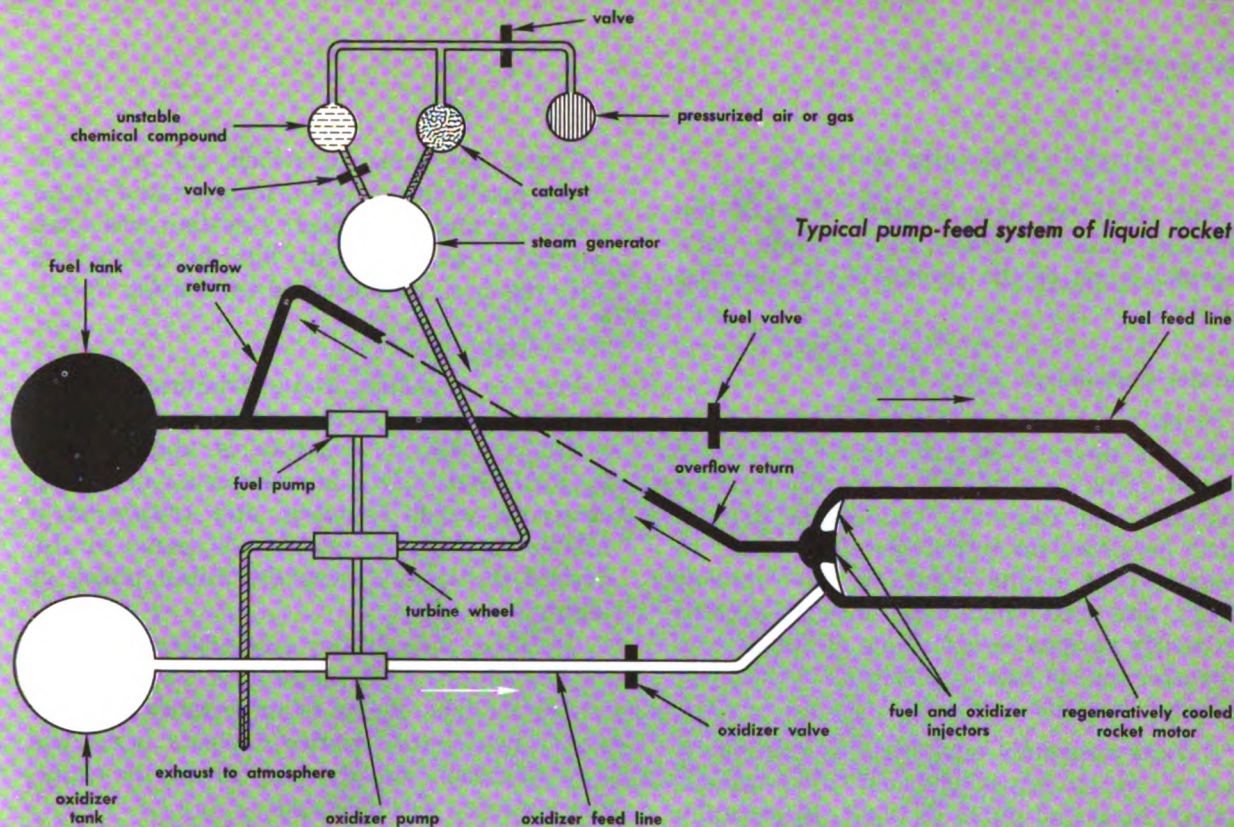 valve
unstable
chemical compound
pressurized air or gas
valve
catalyst
steam generator
Typical pump-feed system of liquid rocket
fuel tank
overflow
return
fuel valve
fuel feed line
fuel pump
overflow return
turbine wheel
oxidizer valve
fuel and oxidizer
injectors
regeneratively cooled
rocket motor
exhaust to atmosphere
oxidizer
tank
oxidizer pump
oxidizer feed line